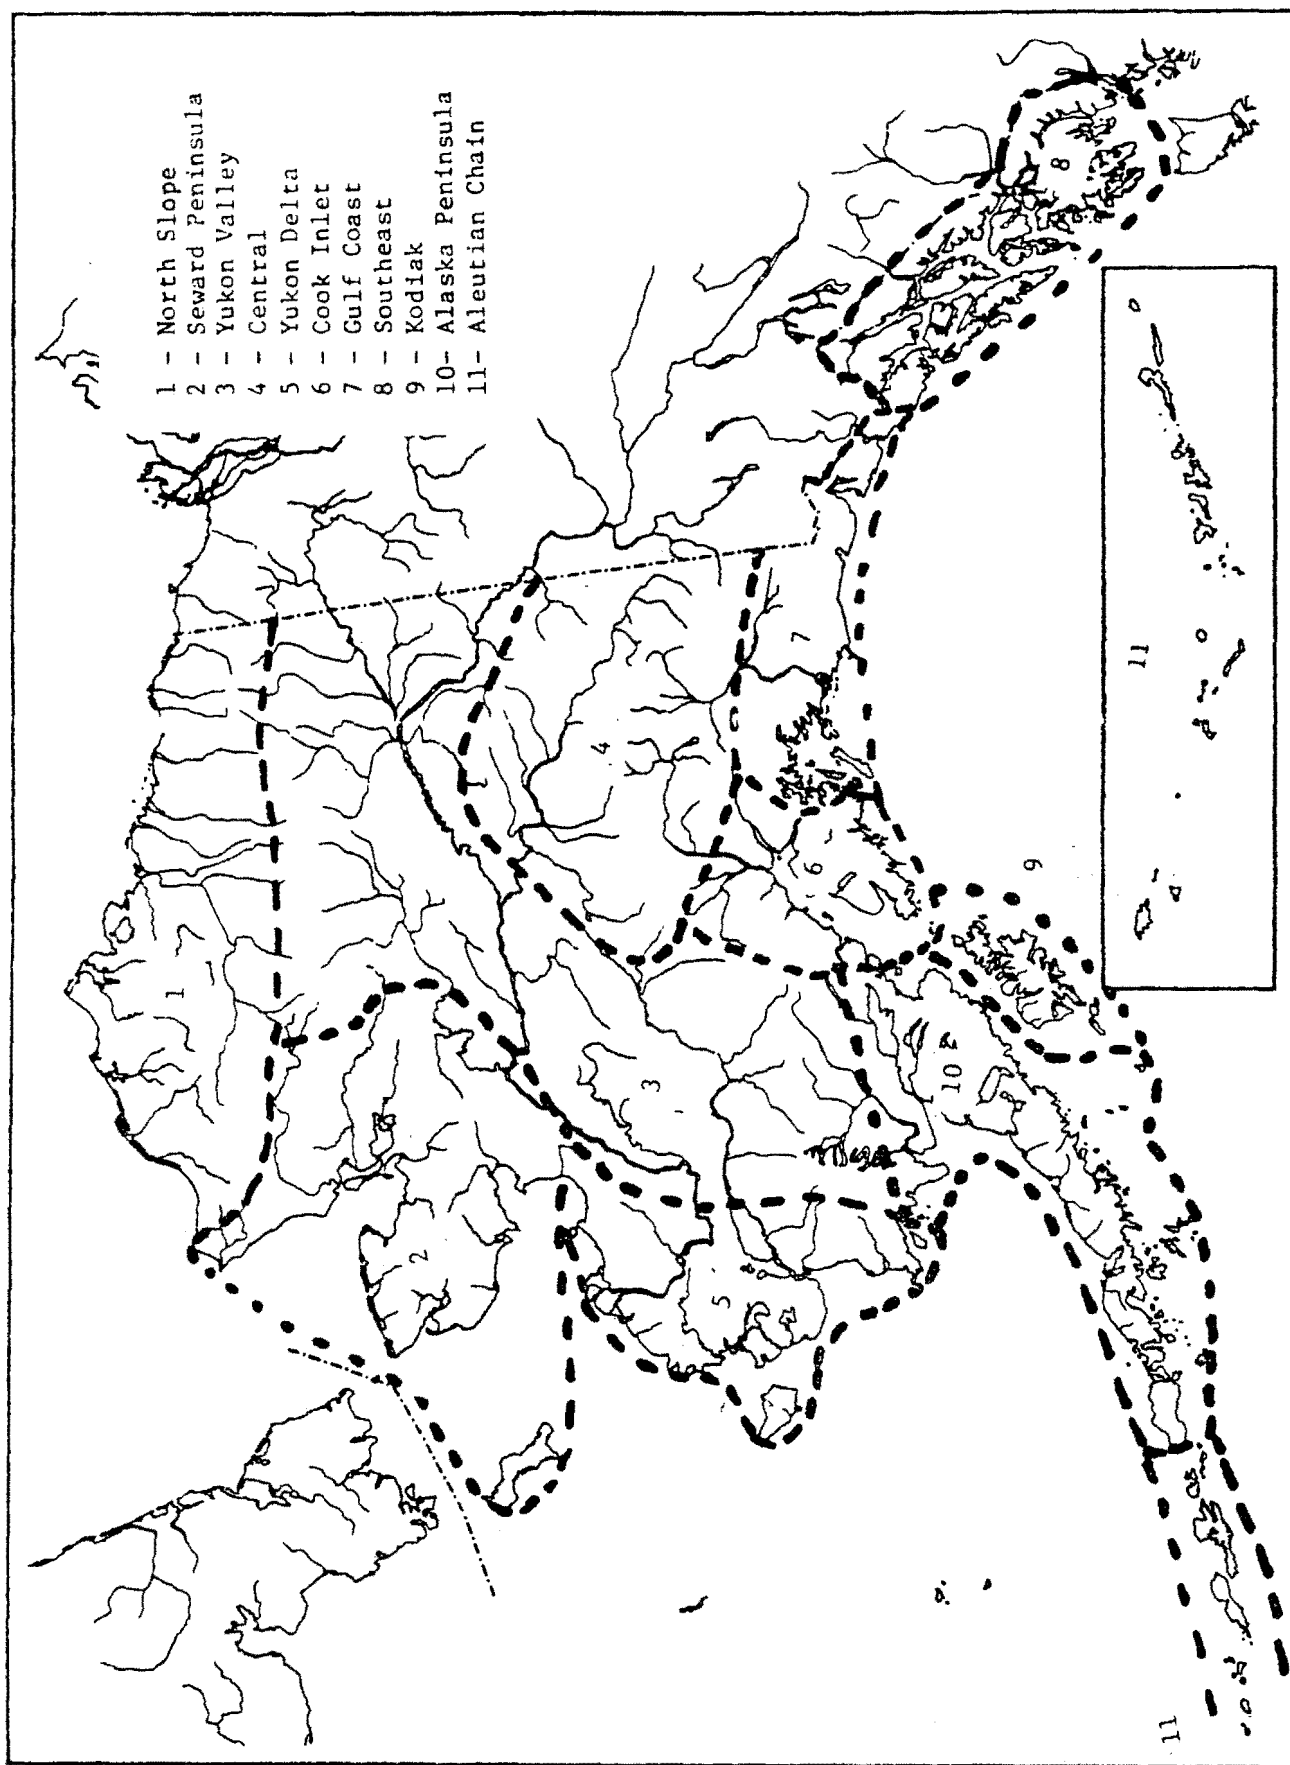 1 - North Slope
2 - Seward Peninsula
3 - Yukon Valley
4 - Central
5 - Yukon Delta
6 - Cook Inlet
7 - Gulf Coast
8 - Southeast
9 - Kodiak
10- Alaska Peninsula
11- Aleutian Chain
1
2
3
4
5
6
7
8
9
10
11
11